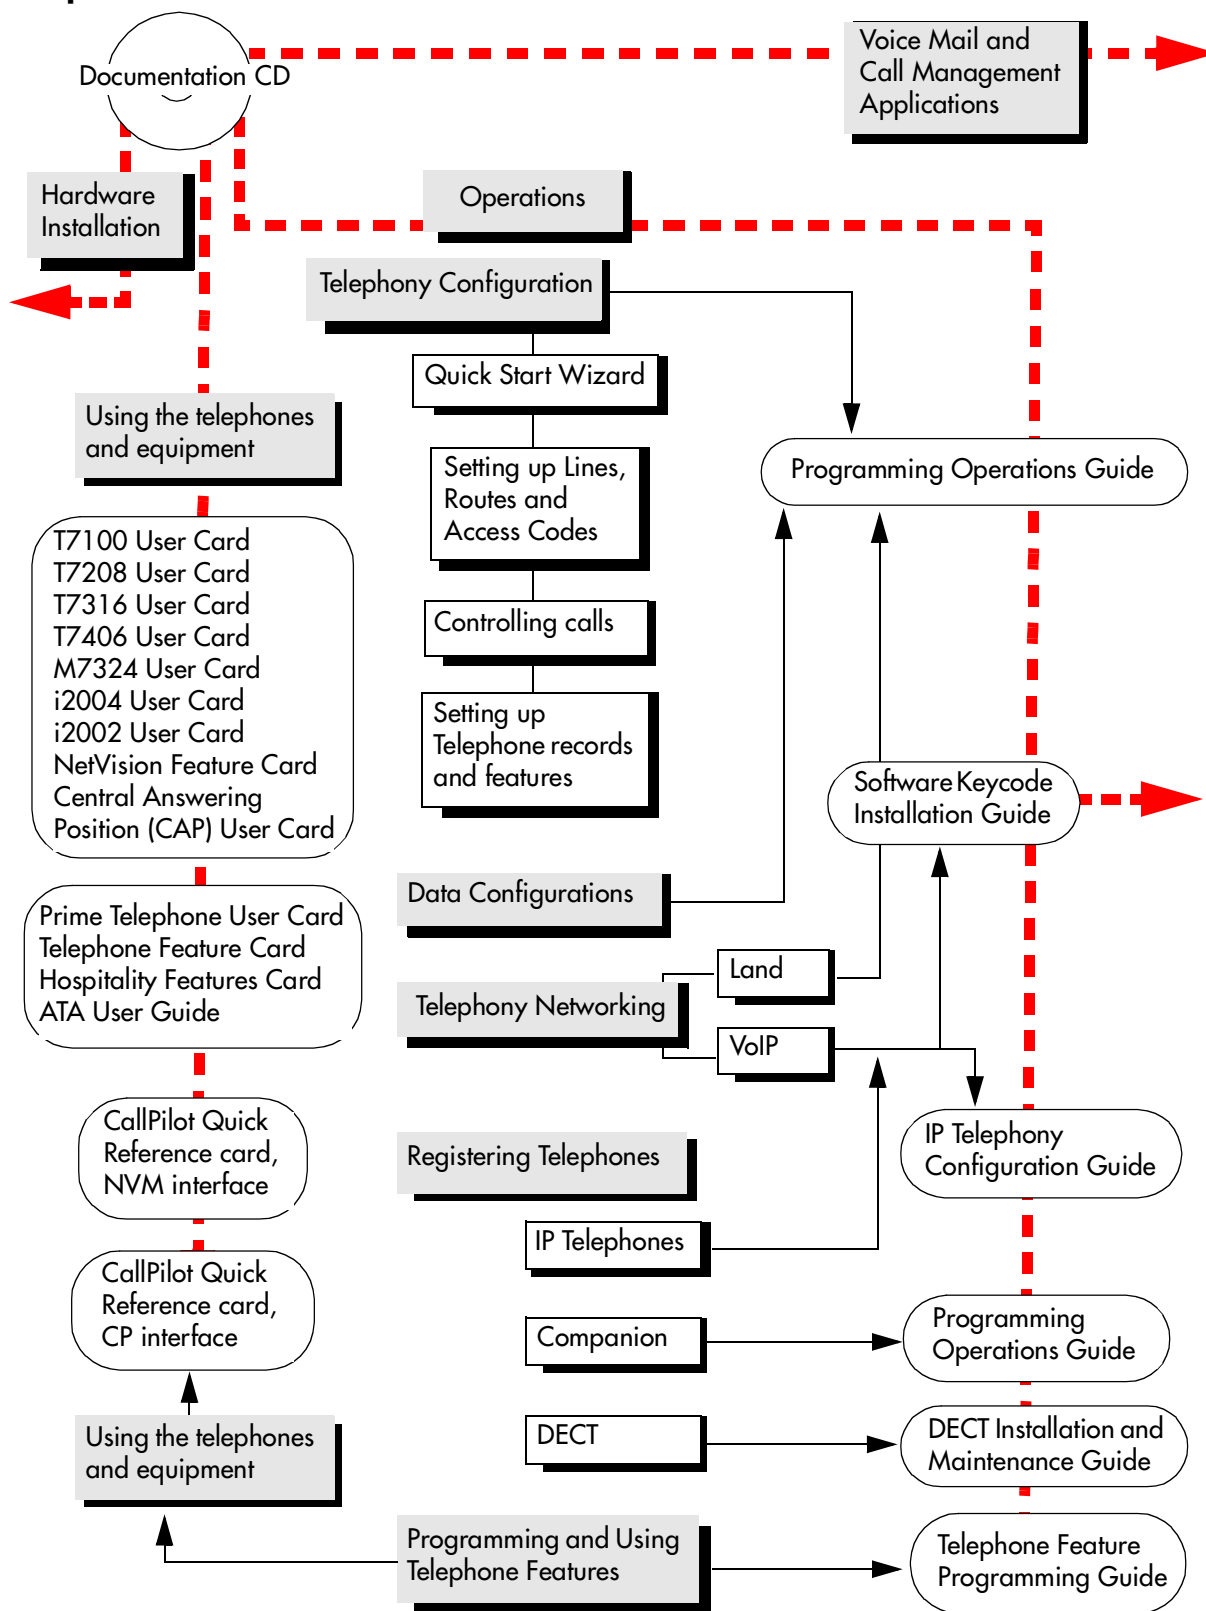 Documentation CD
Voice Mail and
Call Management
Applications
Hardware
Installation
Operations
Telephony Configuration
Quick Start Wizard
Using the telephones
and equipment
Setting up Lines,
Routes and
Access Codes
Programming Operations Guide
T7100 User Card
T7208 User Card
T7316 User Card
T7406 User Card
M7324 User Card
i2004 User Card
i2002 User Card
NetVision Feature Card
Central Answering
Position (CAP) User Card
Controlling calls
Setting up
Telephone records
and features
Software Keycode
Installation Guide
Data Configurations
Prime Telephone User Card
Telephone Feature Card
Hospitality Features Card
ATA User Guide
Land
Telephony Networking
VoIP
CallPilot Quick
Reference card,
NVM interface
Registering Telephones
IP Telephony
Configuration Guide
IP Telephones
CallPilot Quick
Reference card,
CP interface
Companion
Programming
Operations Guide
Using the telephones
and equipment
DECT
DECT Installation and
Maintenance Guide
Programming and Using
Telephone Features
Telephone Feature
Programming Guide